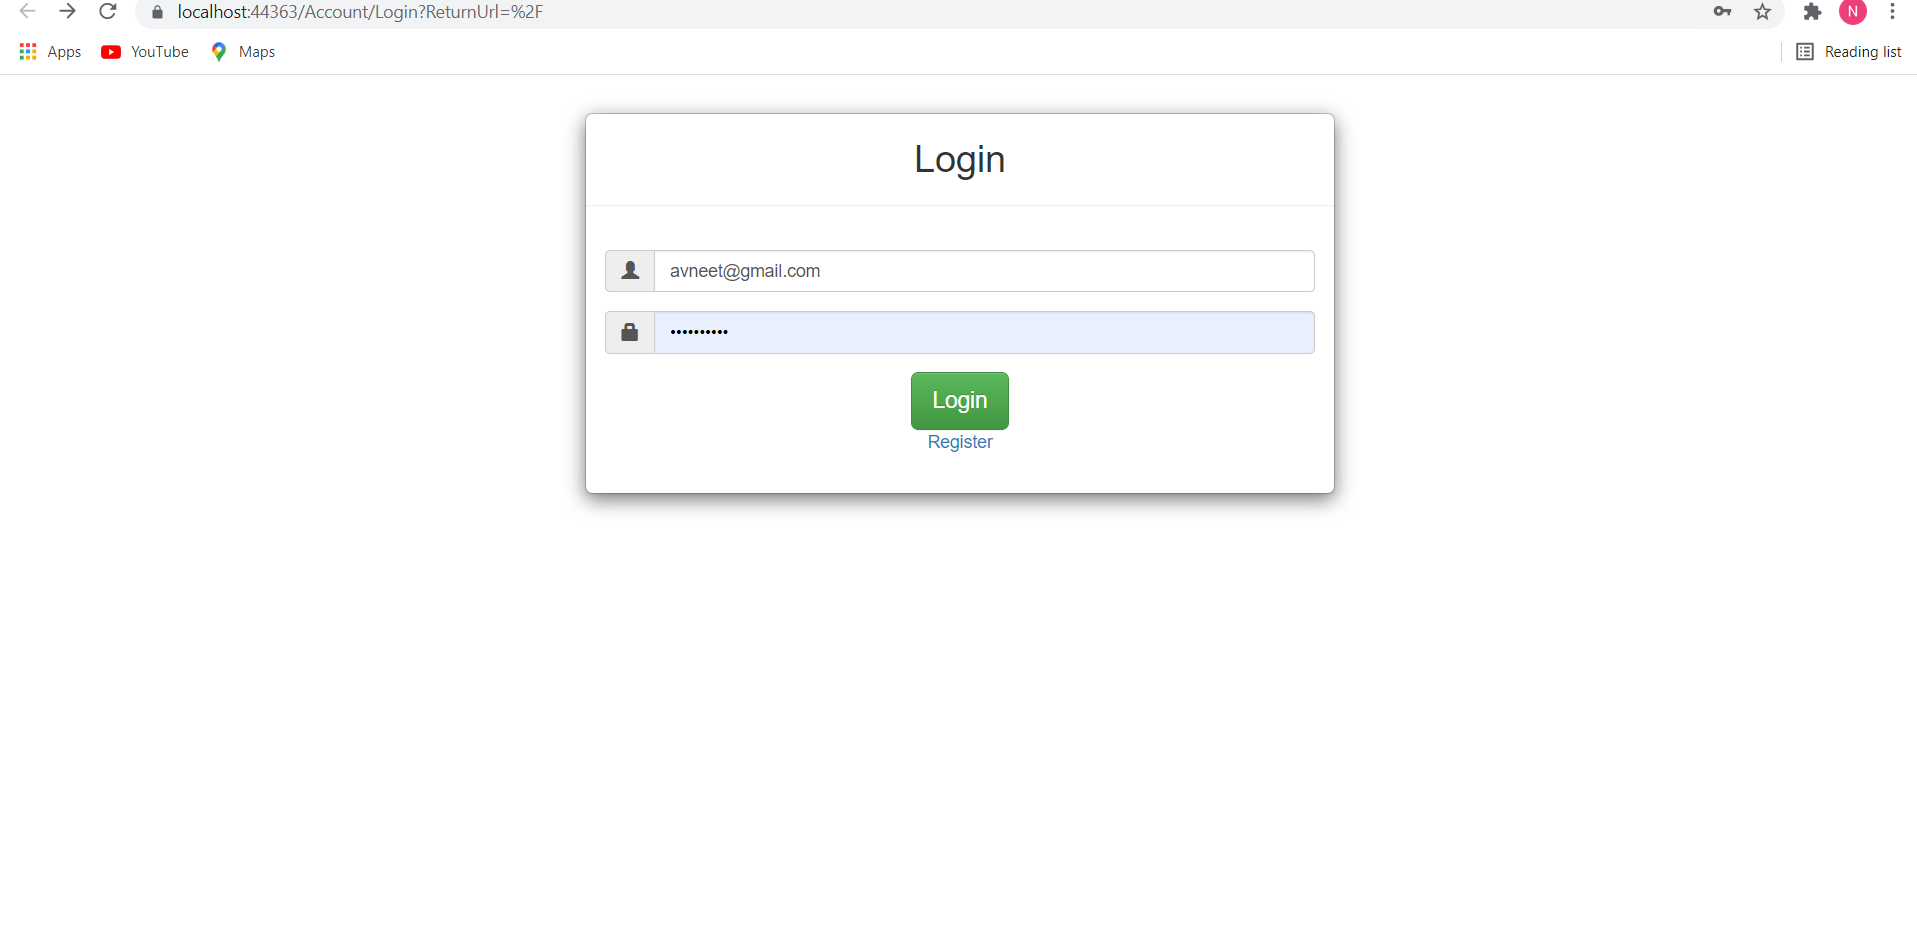 localhost:44363/Account/Login?ReturnUrl=%2F
N
Apps YouTube Maps Reading list
Login
avneet@gmail.com
••••••••••
Login
Register